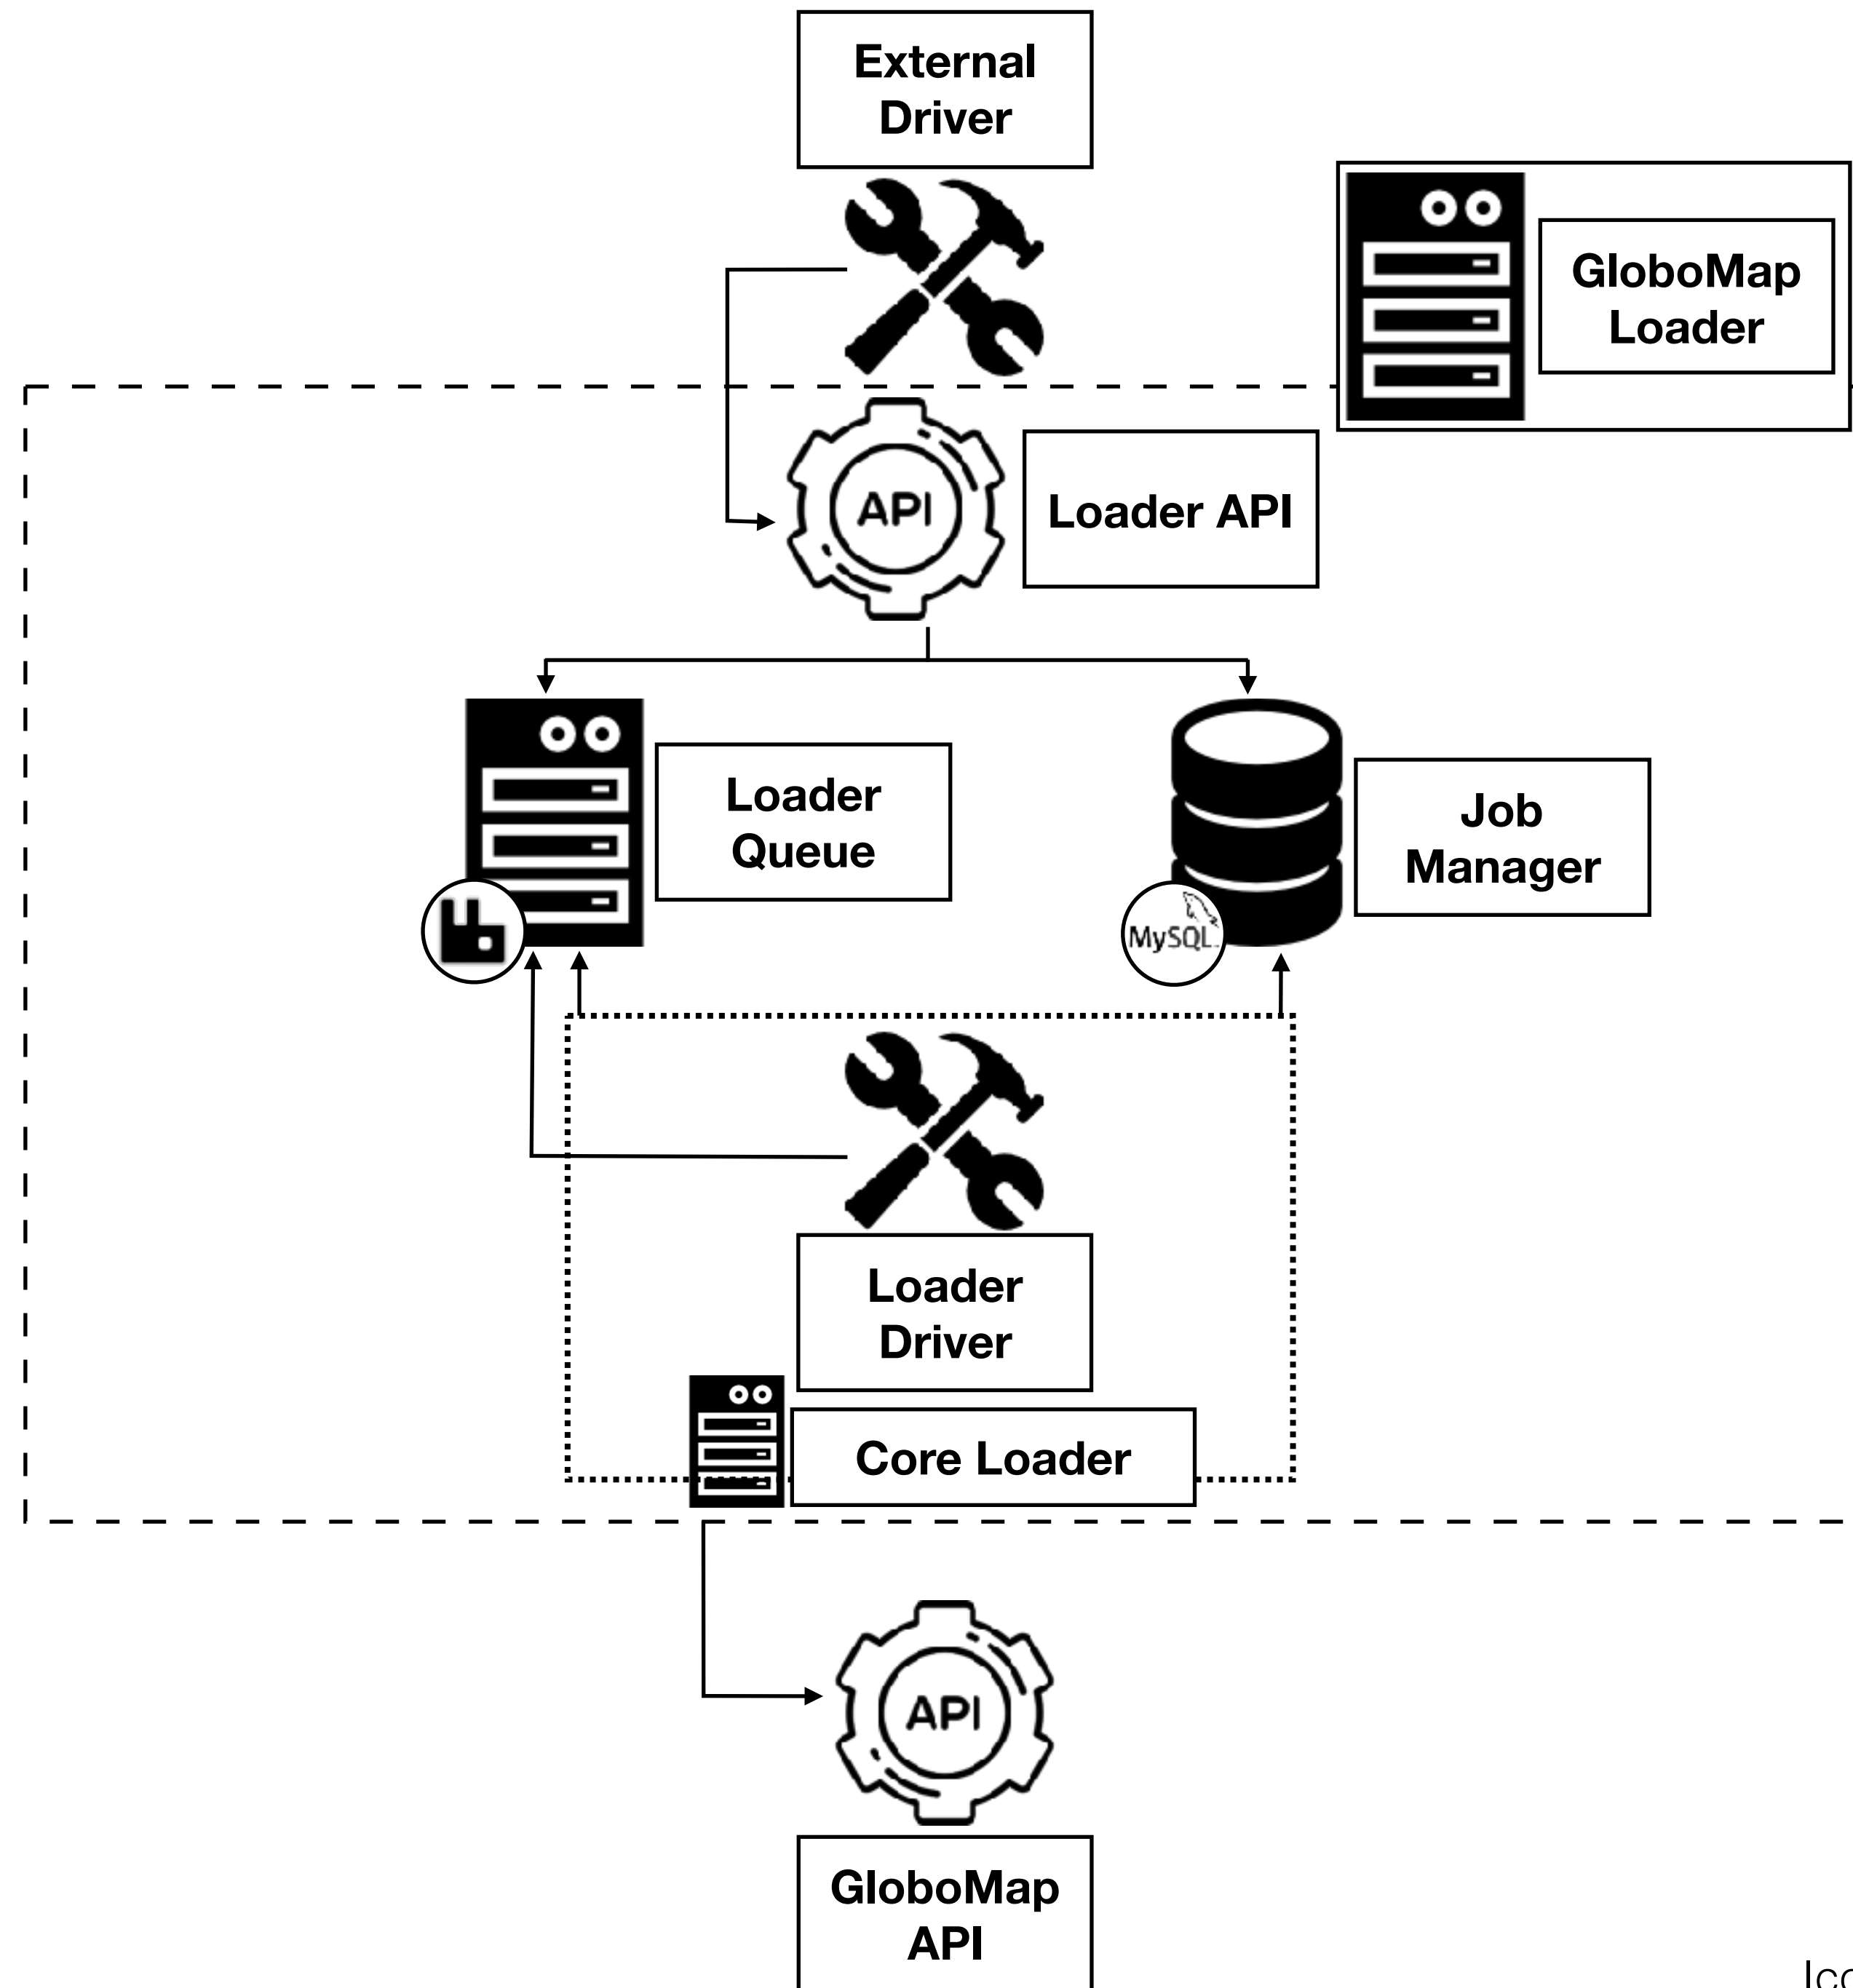 External
Driver
GloboMap
Loader
API
Loader API
Loader
Queue
Job
Manager
MySQL
Loader
Driver
Core Loader
API
GloboMap
API